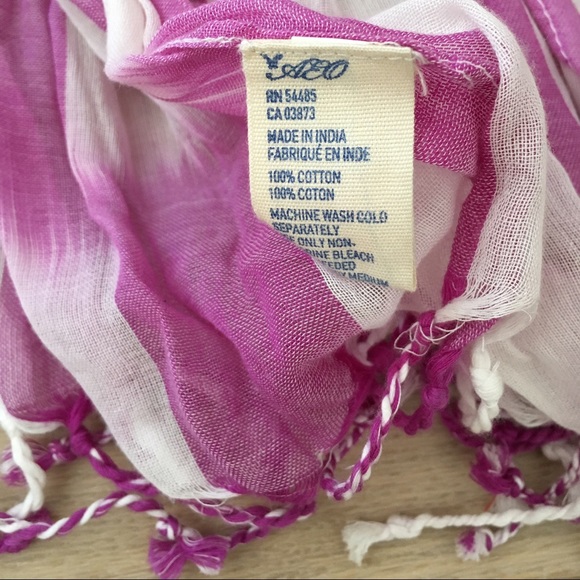 AEO
RN 54485
CA 03873
MADE IN INDIA
FABRIQUÉ EN INDE
100% COTTON
100% COTON
MACHINE WASH COLD
SEPARATELY
ONLY NON-
BLEACH
MEDIUM